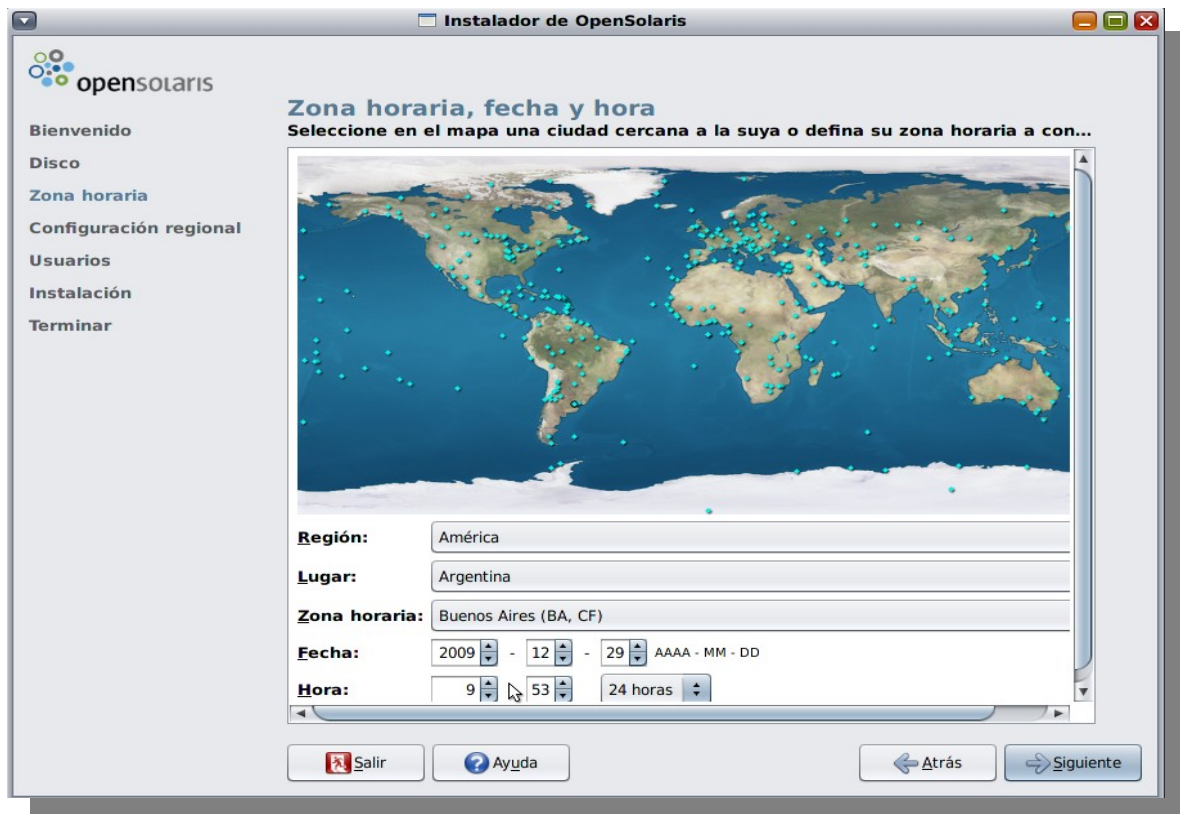 Instalador de OpenSolaris
opensolaris
Bienvenido
Disco
Zona horaria
Configuración regional
Usuarios
Instalación
Terminar
Zona horaria, fecha y hora
Seleccione en el mapa una ciudad cercana a la suya o defina su zona horaria a con...
Región: América
Lugar: Argentina
Zona horaria: Buenos Aires (BA, CF)
Fecha: 2009 - 12 - 29 AAAA - MM - DD
Hora: 9 53 24 horas
Salir Ayuda Atrás Siguiente